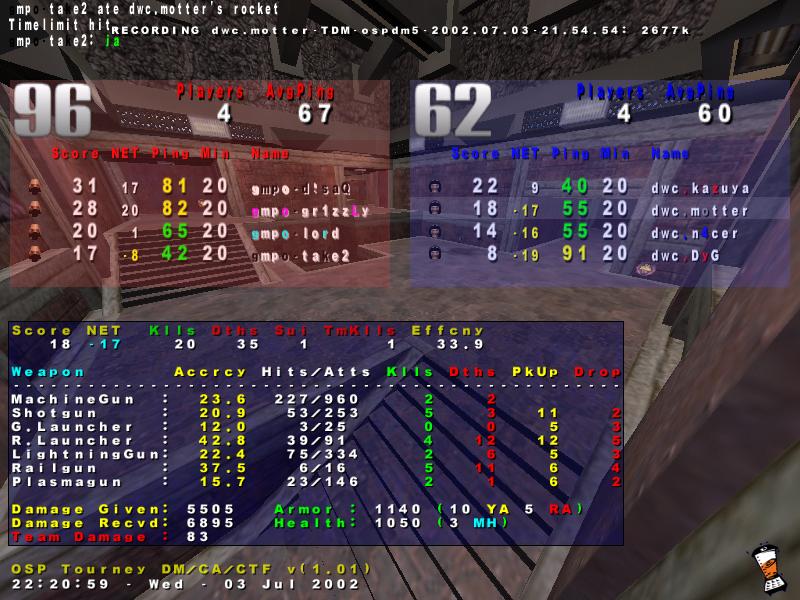 gmpo-ta e2 ate dwc.motter's rocket
Timelimit hit.
RECORDING dwc.motter-TDM-ospdm5-2002.07.03-21.54.54: 2677k
gmpo-ta e2: ja
96 Players AvgPing
4 67
Score NET Ping Min Name
31 17 81 20
28 20 82 20 gmpo-gr1zzLy
20 1 65 20 gmpo-lord
17 -8 42 20 gmpo-take2
62 Players AvgPing
4 60
Score NET Ping Min Name
22 9 40 20 dwc.kazuya
18 -17 55 20 dwc.motter
14 -16 55 20 dwc.n4cer
8 -19 91 20 dwc.DyG
Score NET Klls Dths Sui TmKlls Effcny
18 -17 20 35 1 1 33.9
Weapon Accrcy Hits/Atts Klls Dths PkUp Drop
MachineGun : 23.6 227/960 2 2
Shotgun : 20.9 53/253 5 3 11 2
G.Launcher : 12.0 3/25 0 0 5 3
R.Launcher : 42.8 39/91 4 12 12 5
LightningGun : 22.4 75/334 2 6 5 3
Railgun : 37.5 6/16 5 11 6 4
Plasmagun : 15.7 23/146 2 1 6 2
Damage Given: 5505 Armor : 1140 (10 YA 5 RA)
Damage Recvd: 6895 Health: 1050 (3 MH)
Team Damage : 83
OSP Tourney DM/CA/CTF v(1.01)
22:20:59 - Wed - 03 Jul 2002